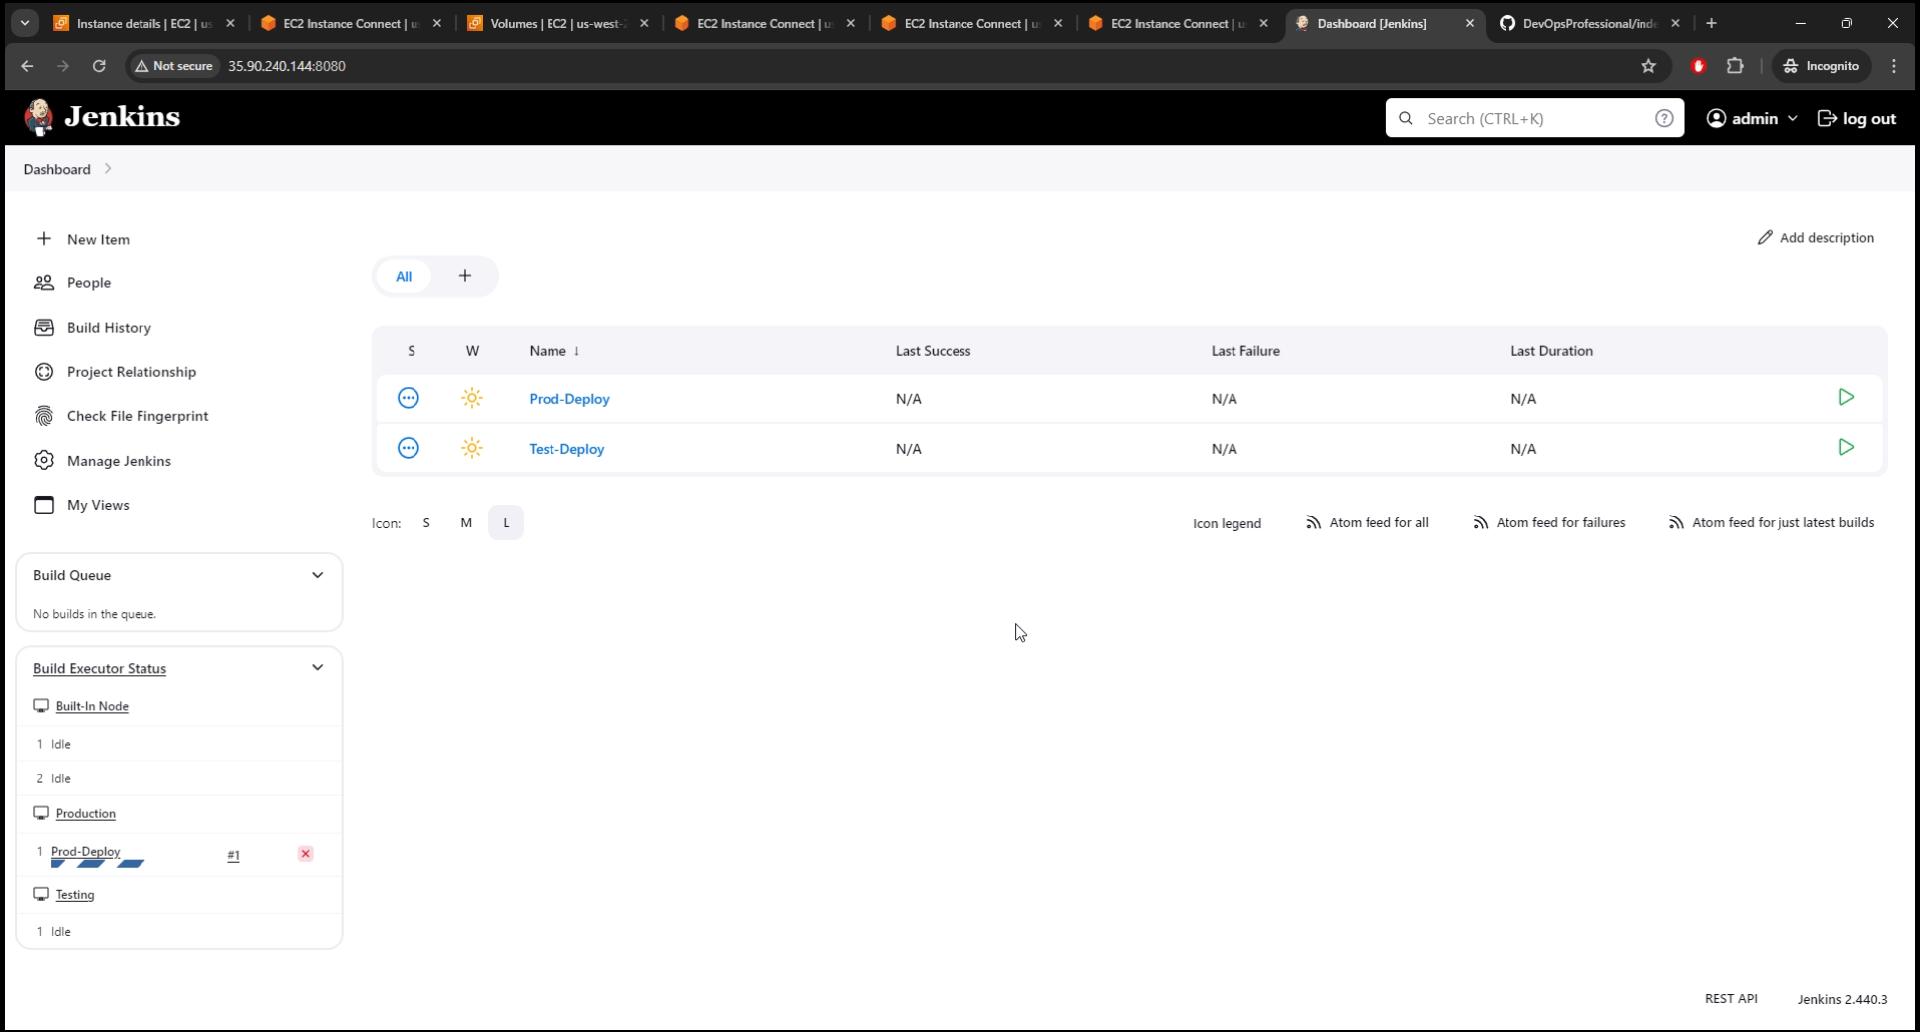 Instance details | EC2 | us
EC2 Instance Connect | u
Volumes | EC2 | us-west-
EC2 Instance Connect | u
EC2 Instance Connect | u
EC2 Instance Connect | u
Dashboard [Jenkins]
DevOpsProfessional/inde
Not secure
35.90.240.144:8080
Incognito
Jenkins
Search (CTRL+K)
admin
log out
Dashboard
New Item
Add description
People
All
Build History
Project Relationship
Check File Fingerprint
Manage Jenkins
My Views
S W Name ↓ Last Success Last Failure Last Duration
Prod-Deploy N/A N/A N/A
Test-Deploy N/A N/A N/A
Icon: S M L
Icon legend
Atom feed for all
Atom feed for failures
Atom feed for just latest builds
Build Queue
No builds in the queue.
Build Executor Status
Built-In Node
1 Idle
2 Idle
Production
1 Prod-Deploy #1
Testing
1 Idle
REST API
Jenkins 2.440.3